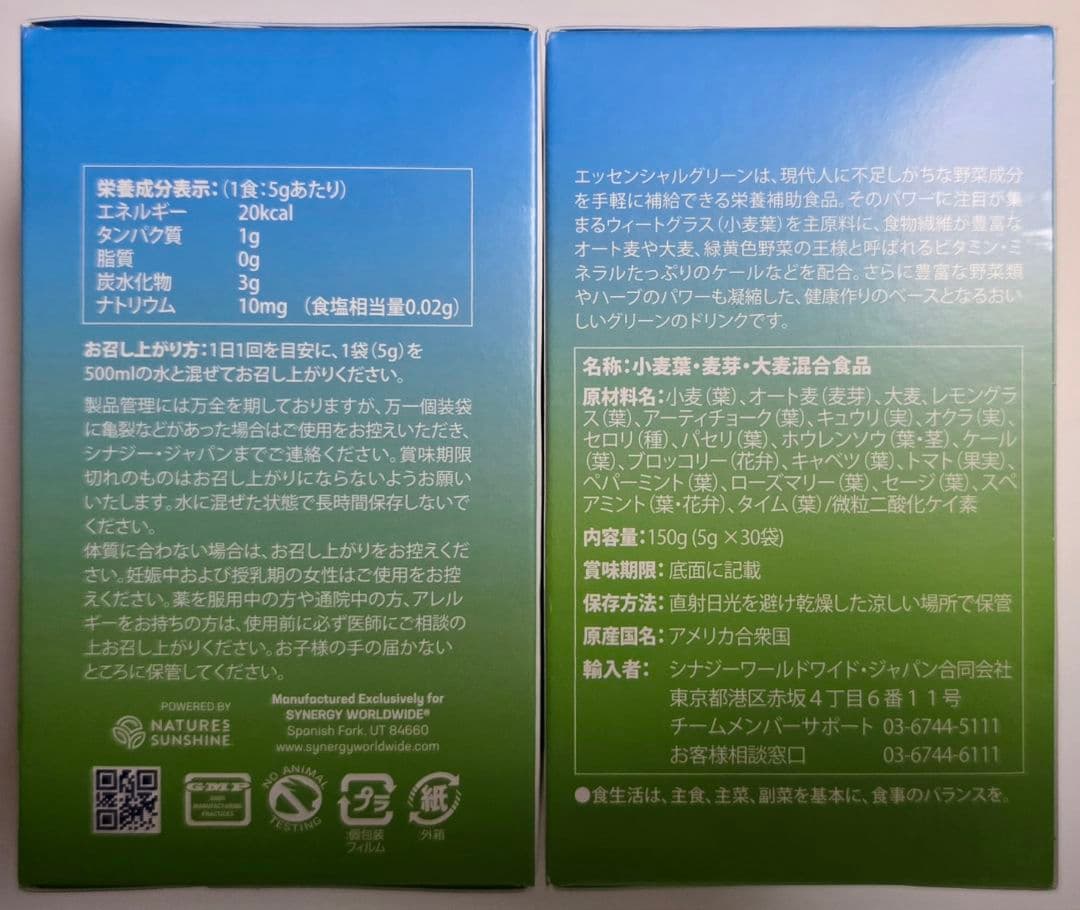 栄養成分表示：（1食：5gあたり）
エネルギー 20kcal
タンパク質 1g
脂質 0g
炭水化物 3g
ナトリウム 10mg （食塩相当量0.02g）
お召し上がり方：1日1回を目安に、1袋（5g）を
500mlの水と混ぜてお召し上がりください。
製品管理には万全を期しておりますが、万一個装袋
に亀裂などがあった場合はご使用をお控えいただき、
シナジー・ジャパンまでご連絡ください。賞味期限
切れのものはお召し上がりにならないようお願い
いたします。水に混ぜた状態で長時間保存しないで
ください。
体質に合わない場合は、お召し上がりをお控えくだ
さい。妊娠中および授乳期の女性はご使用をお控
えください。薬を服用中の方や通院中の方、アレル
ギーをお持ちの方は、使用前に必ず医師にご相談の
上お召し上がりください。お子様の手の届かない
ところに保管してください。
POWERED BY
NATURES
SUNSHINE
Manufactured Exclusively for
SYNERGY WORLDWIDE®
Spanish Fork, UT 84660
www.synergyworldwide.com
GMP
GOOD
MANUFACTURING
PRACTICES
NO ANIMAL
TESTING
プラ
:個包装
フィルム
紙
:外箱
エッセンシャルグリーンは、現代人に不足しがちな野菜成分
を手軽に補給できる栄養補助食品。そのパワーに注目が集
まるウィートグラス（小麦葉）を主原料に、食物繊維が豊富な
オート麦や大麦、緑黄色野菜の王様と呼ばれるビタミン・ミ
ネラルたっぷりのケールなどを配合。さらに豊富な野菜類
やハーブのパワーも凝縮した、健康作りのベースとなるおい
しいグリーンのドリンクです。
名称：小麦葉・麦芽・大麦混合食品
原材料名：小麦（葉）、オート麦（麦芽）、大麦、レモングラ
ス（葉）、アーティチョーク（葉）、キュウリ（実）、オクラ（実）、
セロリ（種）、パセリ（葉）、ホウレンソウ（葉・茎）、ケール
（葉）、ブロッコリー（花弁）、キャベツ（葉）、トマト（果実）、
ペパーミント（葉）、ローズマリー（葉）、セージ（葉）、スペ
アミント（葉・花弁）、タイム（葉）/微粒二酸化ケイ素
内容量：150g（5g×30袋）
賞味期限：底面に記載
保存方法：直射日光を避け乾燥した涼しい場所で保管
原産国名：アメリカ合衆国
輸入者： シナジーワールドワイド・ジャパン合同会社
東京都港区赤坂4丁目6番11号
チームメンバーサポート 03-6744-5111
お客様相談窓口 03-6744-6111
●食生活は、主食、主菜、副菜を基本に、食事のバランスを。